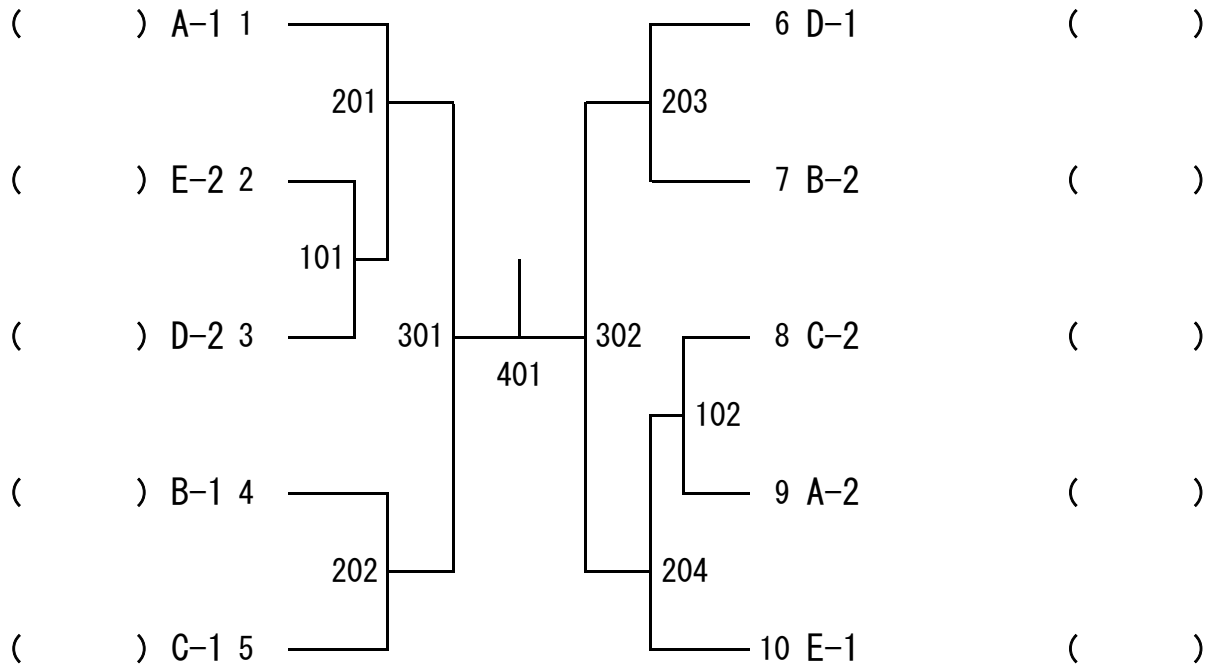 ( ) A-1 1 6 D-1 ( )
201 203
( ) E-2 2 7 B-2 ( )
101
( ) D-2 3 301 302 8 C-2 ( )
401
102
( ) B-1 4 9 A-2 ( )
202 204
( ) C-1 5 10 E-1 ( )